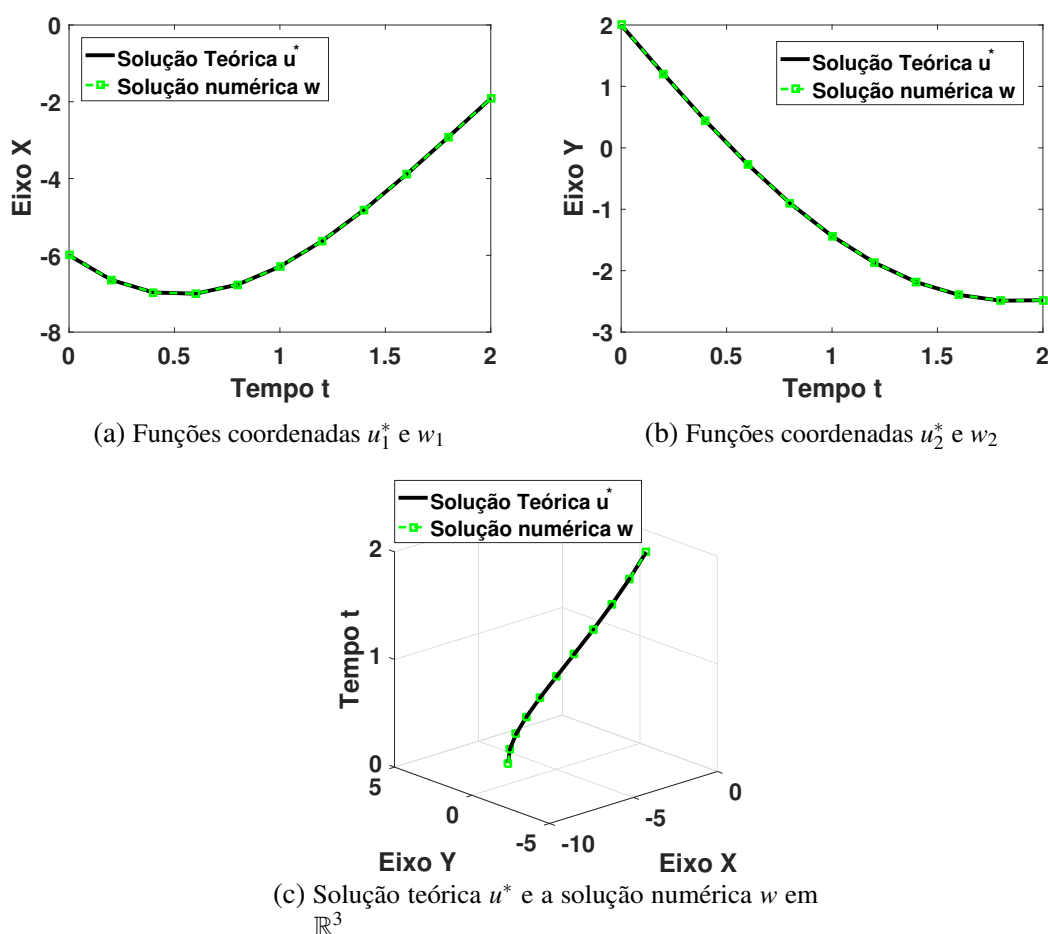 0
-2
-4
-6
-8
Eixo X
Solução Teórica u*
Solução numérica w
0 0.5 1 1.5 2
Tempo t
(a) Funções coordenadas u₁* e w₁
2
1
0
-1
-2
-3
Eixo Y
Solução Teórica u*
Solução numérica w
0 0.5 1 1.5 2
Tempo t
(b) Funções coordenadas u₂* e w₂
Solução Teórica u*
Solução numérica w
2
1
0
Tempo t
5
0
-5
Eixo Y
-10
-5
0
Eixo X
(c) Solução teórica u* e a solução numérica w em
ℝ³